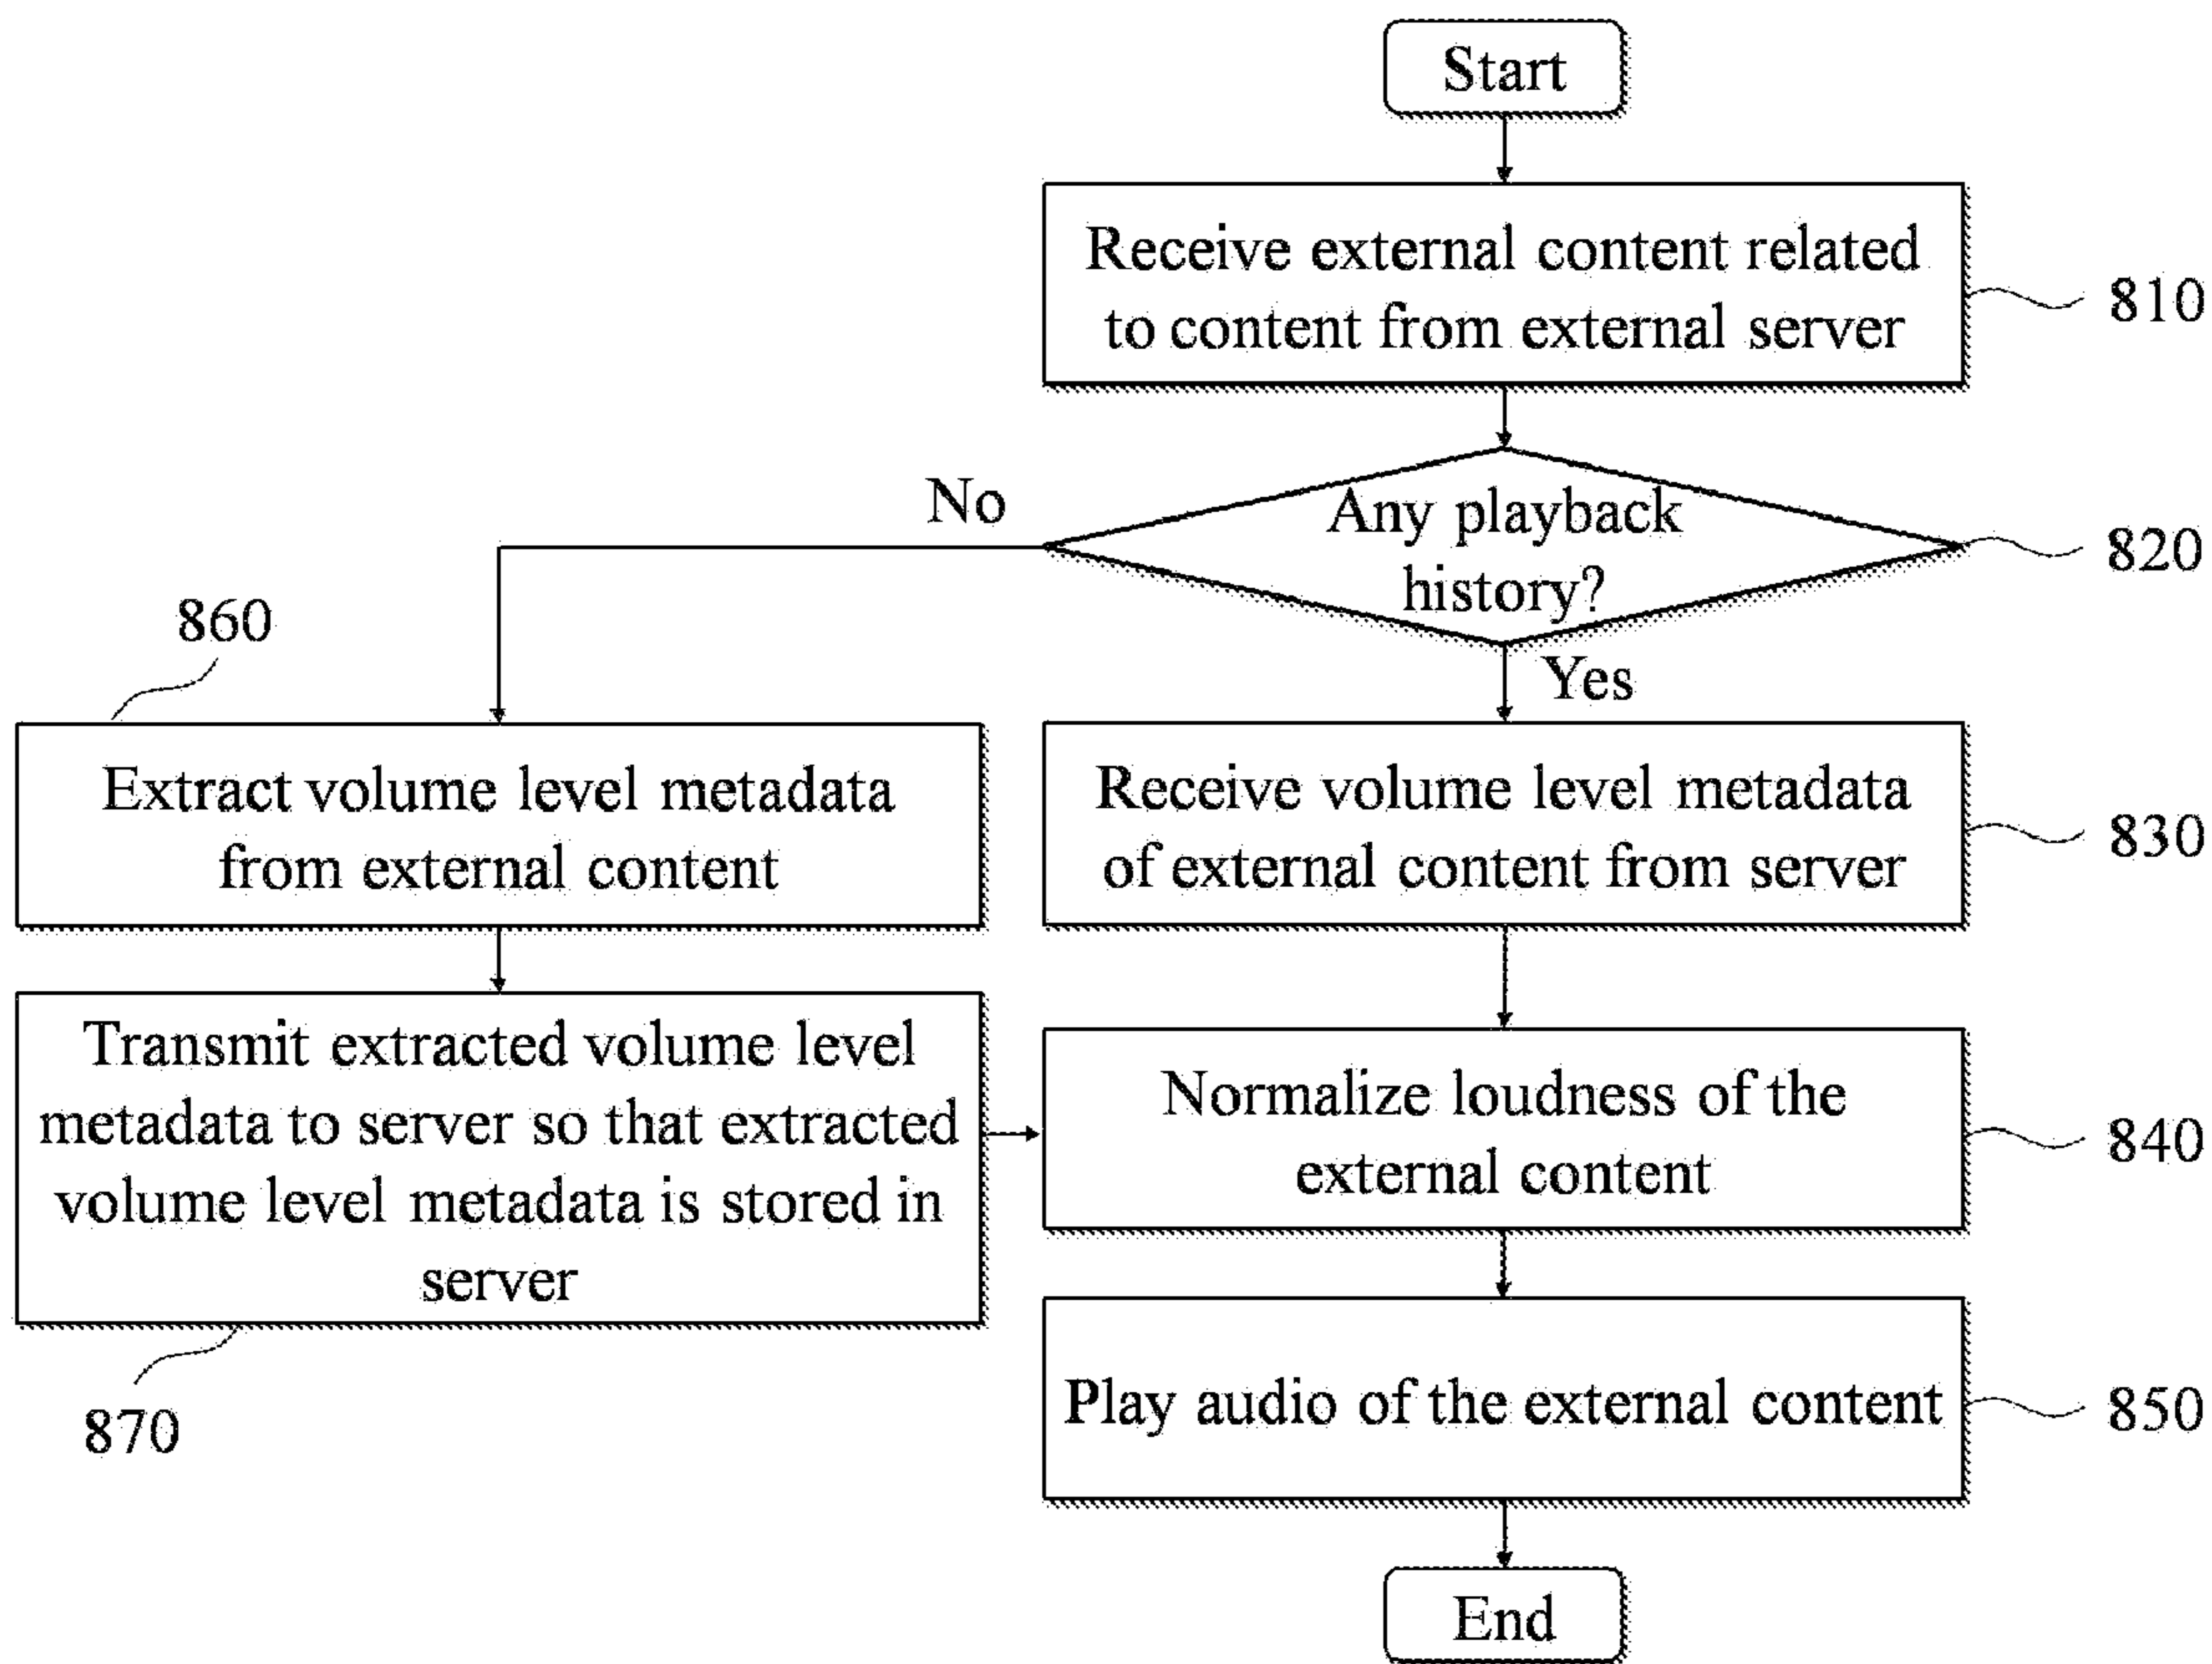 Start
Receive external content related
to content from external server
810
Any playback
history?
820
No
Yes
860
Extract volume level metadata
from external content
Receive volume level metadata
of external content from server
830
Transmit extracted volume level
metadata to server so that extracted
volume level metadata is stored in
server
870
Normalize loudness of the
external content
840
Play audio of the external content
850
End